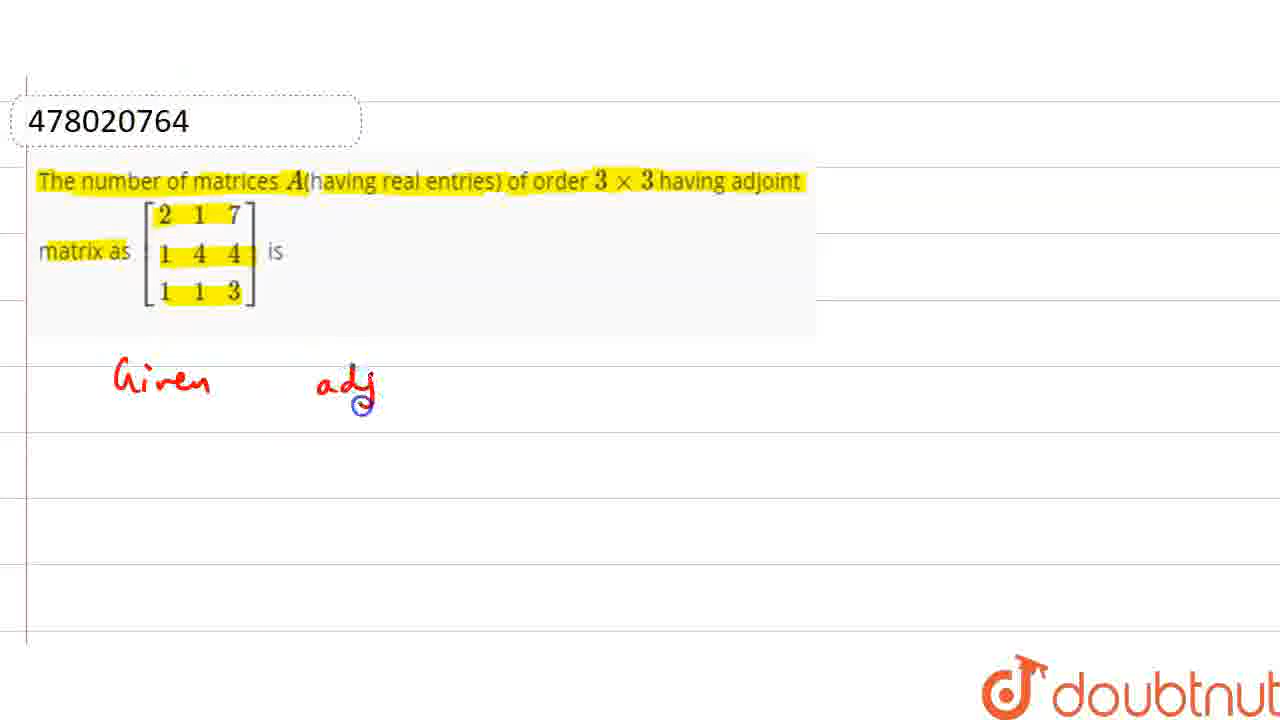 478020764
The number of matrices A(having real entries) of order 3 × 3 having adjoint
matrix as [2 1 7
1 4 4
1 1 3] is
Given adj
doubtnut